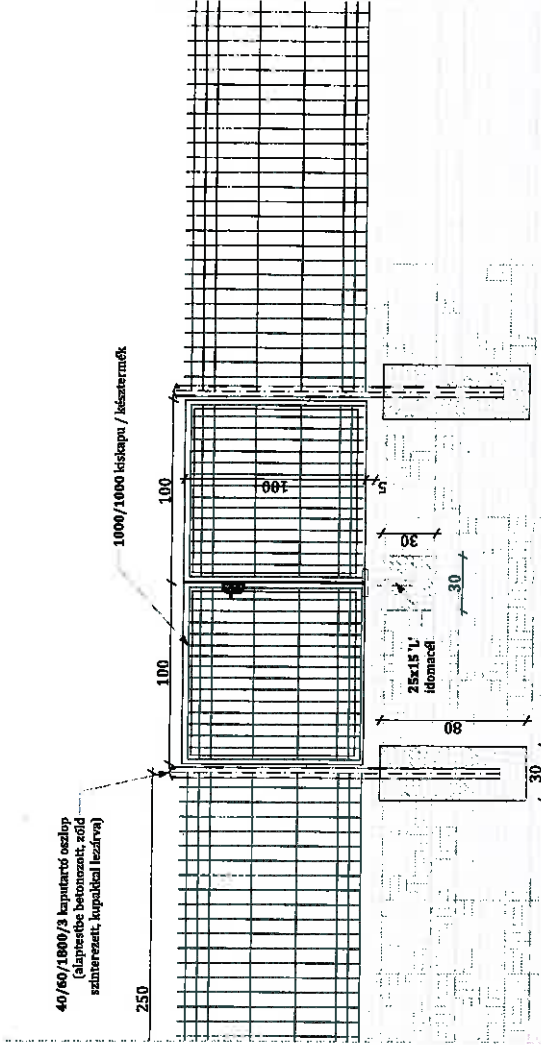 40/60/1800/3 kaputartó oszlop
(alaptestbe betonozott, zöld
szinterezett, kupakkal lezárva)
1000/1000 kiskapu / késztermék
250
100
100
100
5
30
30
25x15 'L'
idomacél
80
30